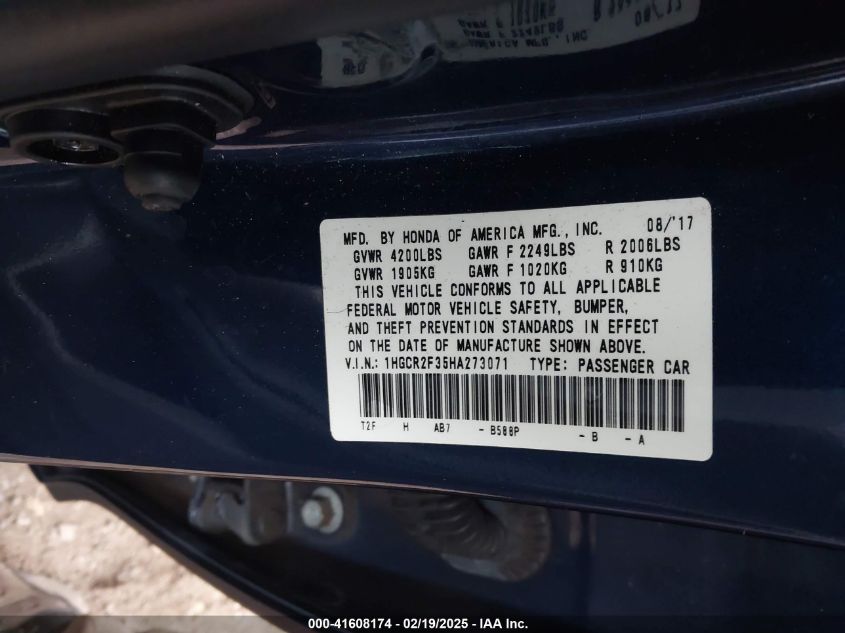 MFD. BY HONDA OF AMERICA MFG., INC. 08/'17
GVWR 4200LBS GAWR F 2249LBS R 2006LBS
GVWR 1905KG GAWR F 1020KG R 910KG
THIS VEHICLE CONFORMS TO ALL APPLICABLE
FEDERAL MOTOR VEHICLE SAFETY, BUMPER,
AND THEFT PREVENTION STANDARDS IN EFFECT
ON THE DATE OF MANUFACTURE SHOWN ABOVE.
V.I.N.: 1HGCR2F35HA273071 TYPE: PASSENGER CAR
T2F H AB7 - B588P - B - A
000-41608174 - 02/19/2025 - IAA Inc.